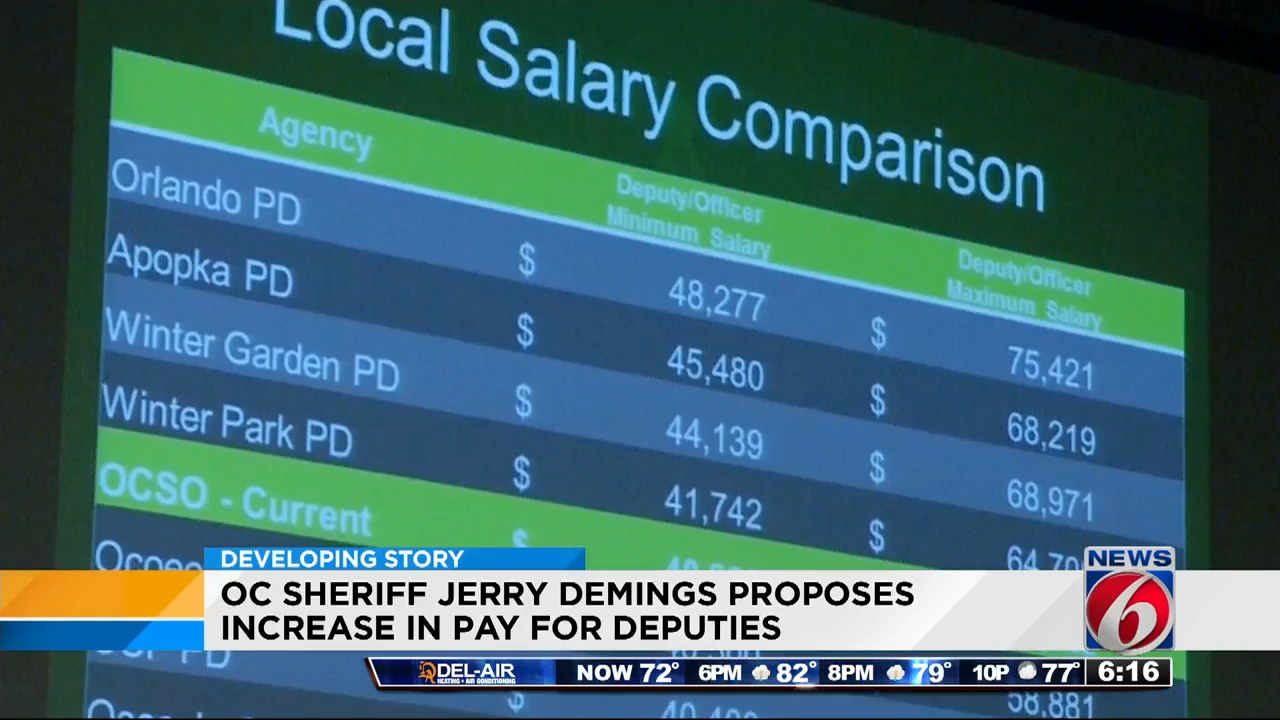 Local Salary Comparison
Agency
Deputy/Officer
Minimum Salary
Deputy/Officer
Maximum Salary
Orlando PD $ 48,277 $ 75,421
Apopka PD $ 45,480 $ 68,219
Winter Garden PD $ 44,139 $ 68,971
Winter Park PD $ 41,742 $
OCSO - Current $
DEVELOPING STORY
OC SHERIFF JERRY DEMINGS PROPOSES
INCREASE IN PAY FOR DEPUTIES
NEWS
6
PD
$ 58,881
DEL-AIR
HEATING + AIR CONDITIONING
NOW 72° 6PM 82° 8PM 79° 10P 77° 6:16